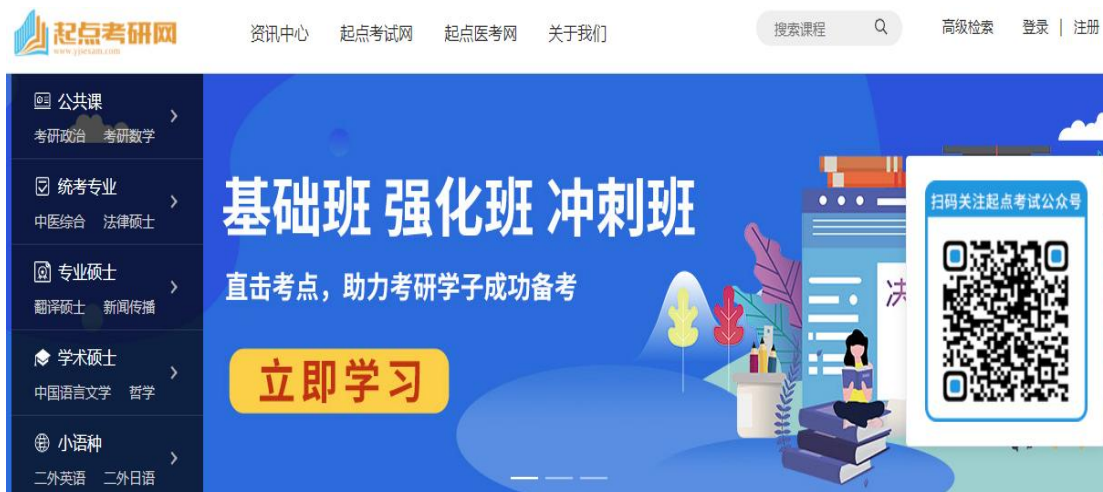 起点考研网
www.yjsexam.com
资讯中心 起点考试网 起点医考网 关于我们
搜索课程
高级检索 登录 | 注册
公共课
考研政治 考研数学
统考专业
中医综合 法律硕士
专业硕士
翻译硕士 新闻传播
学术硕士
中国语言文学 哲学
小语种
二外英语 二外日语
基础班 强化班 冲刺班
直击考点，助力考研学子成功备考
立即学习
决
扫码关注起点考试公众号